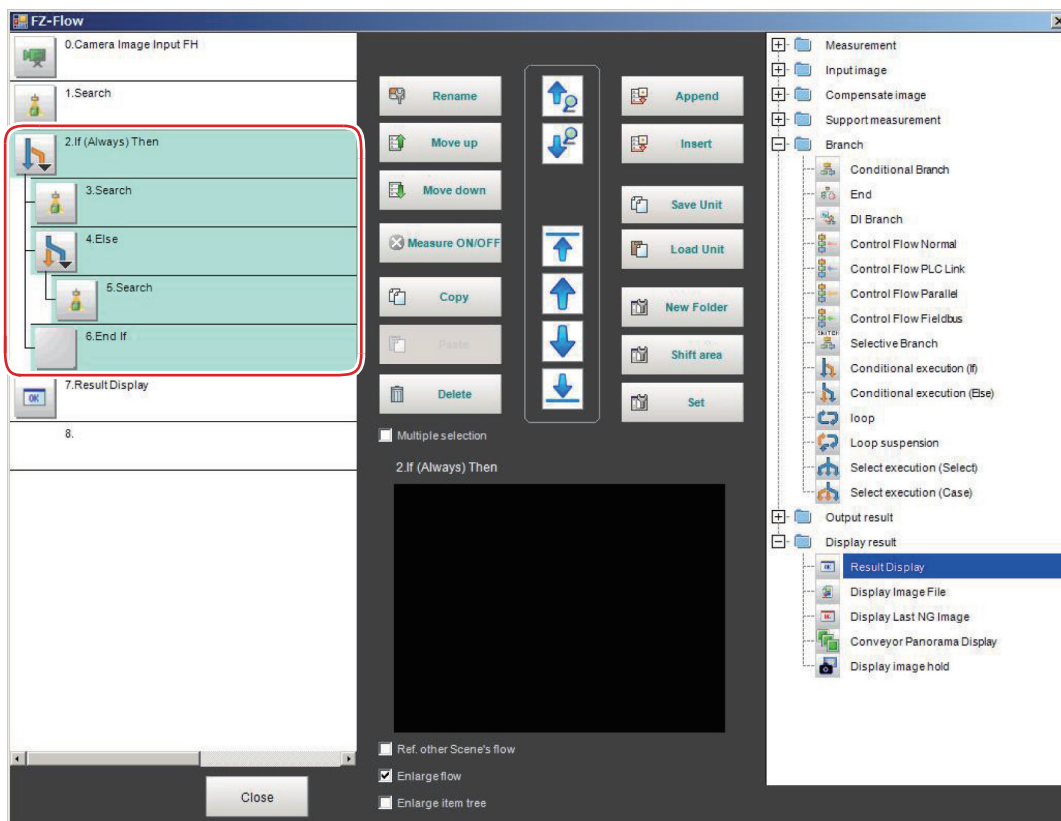 FZ-Flow
0.Camera Image Input FH
1.Search
2.If (Always) Then
3.Search
4.Else
5.Search
6.End If
7.Result Display
OK
8.
Close
Rename
Move up
Move down
Measure ON/OFF
Copy
Paste
Delete
Append
Insert
Save Unit
Load Unit
New Folder
Shift area
Set
Multiple selection
2.If (Always) Then
Ref. other Scene's flow
Enlarge flow
Enlarge item tree
Measurement
Input image
Compensate image
Support measurement
Branch
Conditional Branch
End
DI Branch
Control Flow Normal
Control Flow PLC Link
Control Flow Parallel
Control Flow Fieldbus
Selective Branch
Conditional execution (If)
Conditional execution (Else)
loop
Loop suspension
Select execution (Select)
Select execution (Case)
Output result
Display result
Result Display
Display Image File
Display Last NG Image
Conveyor Panorama Display
Display image hold